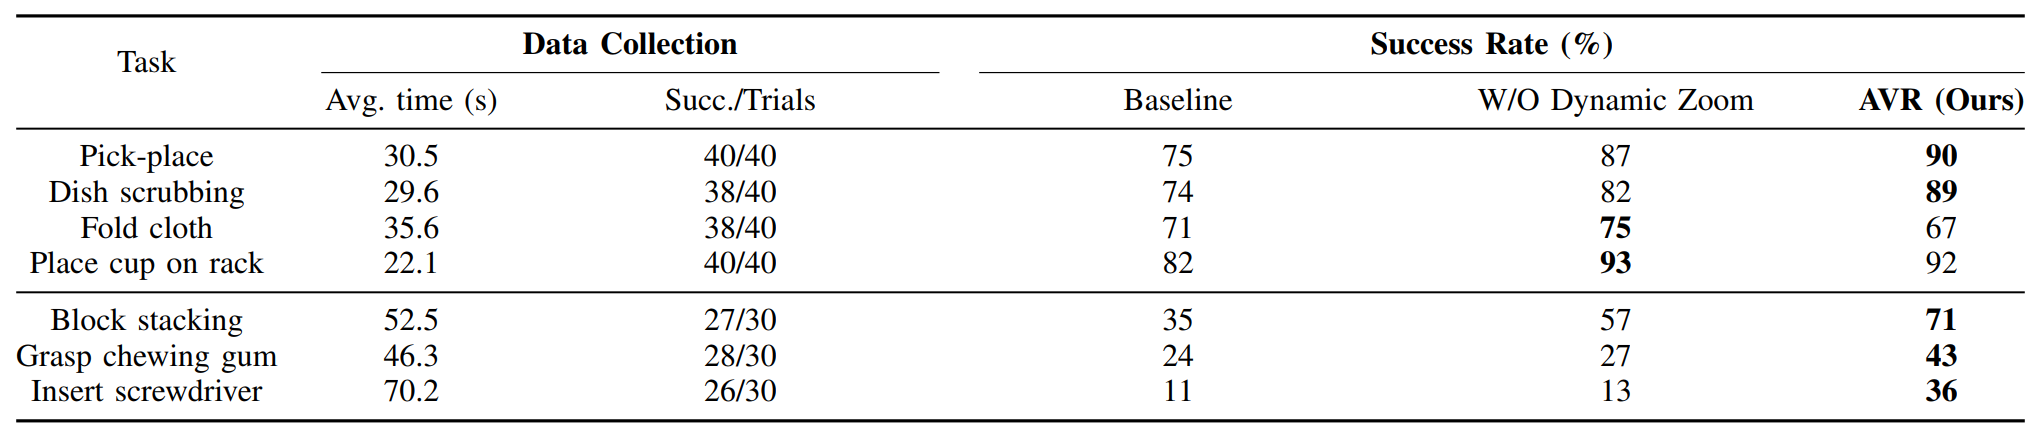 Task Data Collection Success Rate (%)
Avg. time (s) Succ./Trials Baseline W/O Dynamic Zoom AVR (Ours)
Pick-place 30.5 40/40 75 87 90
Dish scrubbing 29.6 38/40 74 82 89
Fold cloth 35.6 38/40 71 75 67
Place cup on rack 22.1 40/40 82 93 92
Block stacking 52.5 27/30 35 57 71
Grasp chewing gum 46.3 28/30 24 27 43
Insert screwdriver 70.2 26/30 11 13 36